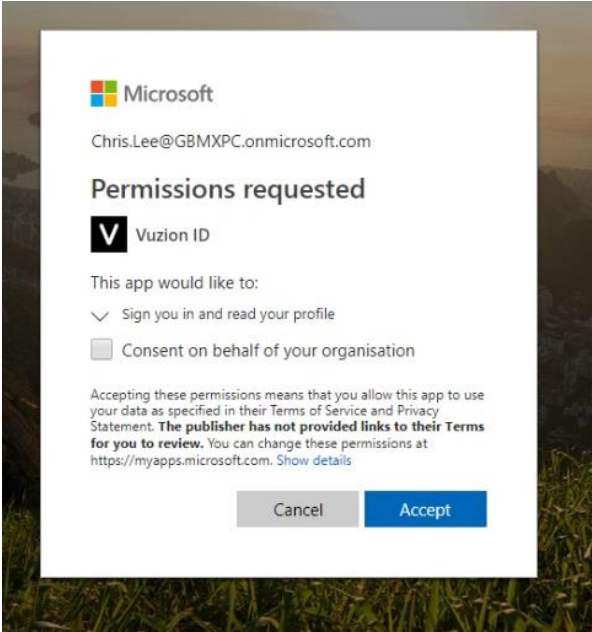 Microsoft
Chris.Lee@GBMXPC.onmicrosoft.com
Permissions requested
V Vuzion ID
This app would like to:
Sign you in and read your profile
Consent on behalf of your organisation
Accepting these permissions means that you allow this app to use
your data as specified in their Terms of Service and Privacy
Statement. The publisher has not provided links to their Terms
for you to review. You can change these permissions at
https://myapps.microsoft.com. Show details
Cancel Accept